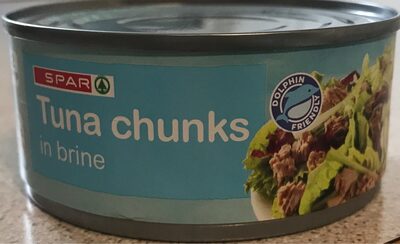 SPAR
Tuna chunks
in brine
DOLPHIN
FRIENDLY